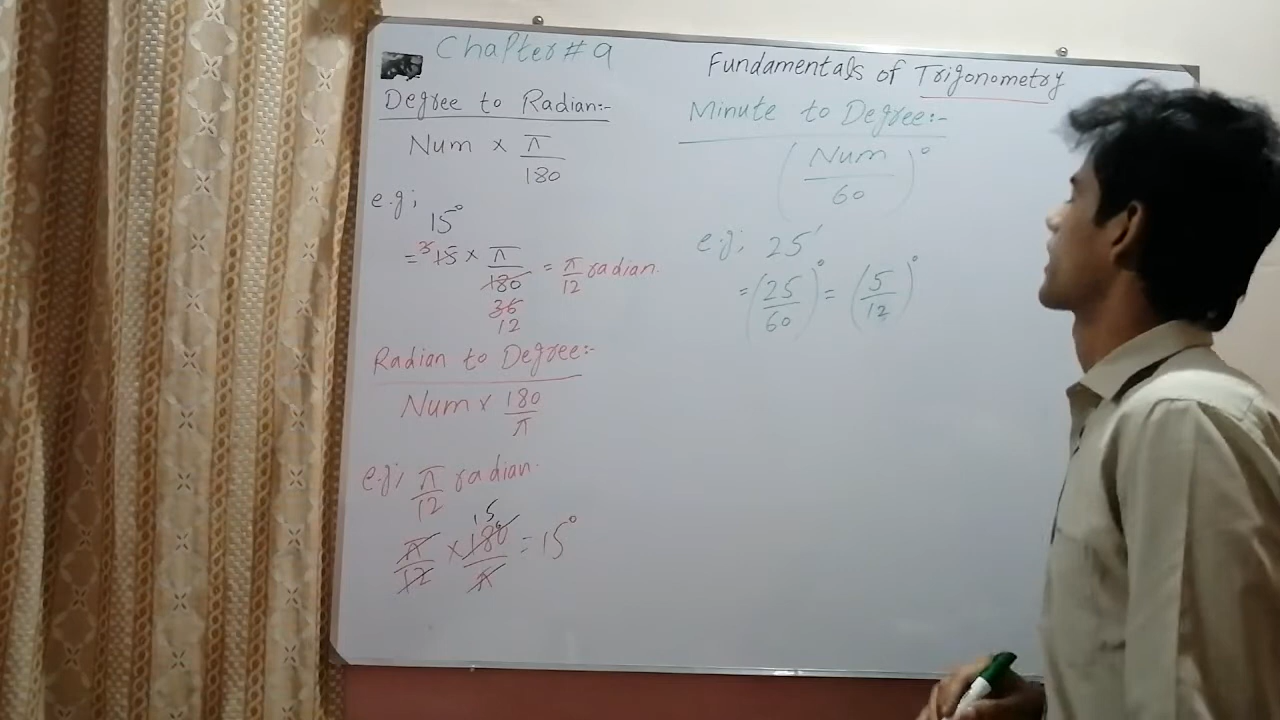 Chapter # 9
Fundamentals of Trigonometry
Degree to Radian:-
Num × π/180
e.g;
15°
= 3 15 × π/180 = π/12 radian.
36
12
Radian to Degree:-
Num × 180/π
e.g; π/12 radian.
15
π/12 × 180/π = 15°
Minute to Degree:-
(Num/60)°
e.g; 25′
= (25/60)° = (5/12)°